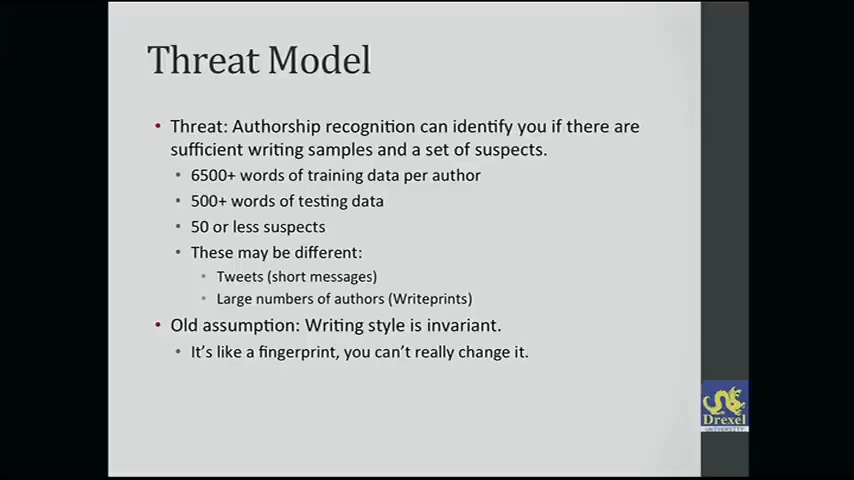 Threat Model
• Threat: Authorship recognition can identify you if there are
sufficient writing samples and a set of suspects.
• 6500+ words of training data per author
• 500+ words of testing data
• 50 or less suspects
• These may be different:
• Tweets (short messages)
• Large numbers of authors (Writeprints)
• Old assumption: Writing style is invariant.
• It's like a fingerprint, you can't really change it.
Drexel
UNIVERSITY